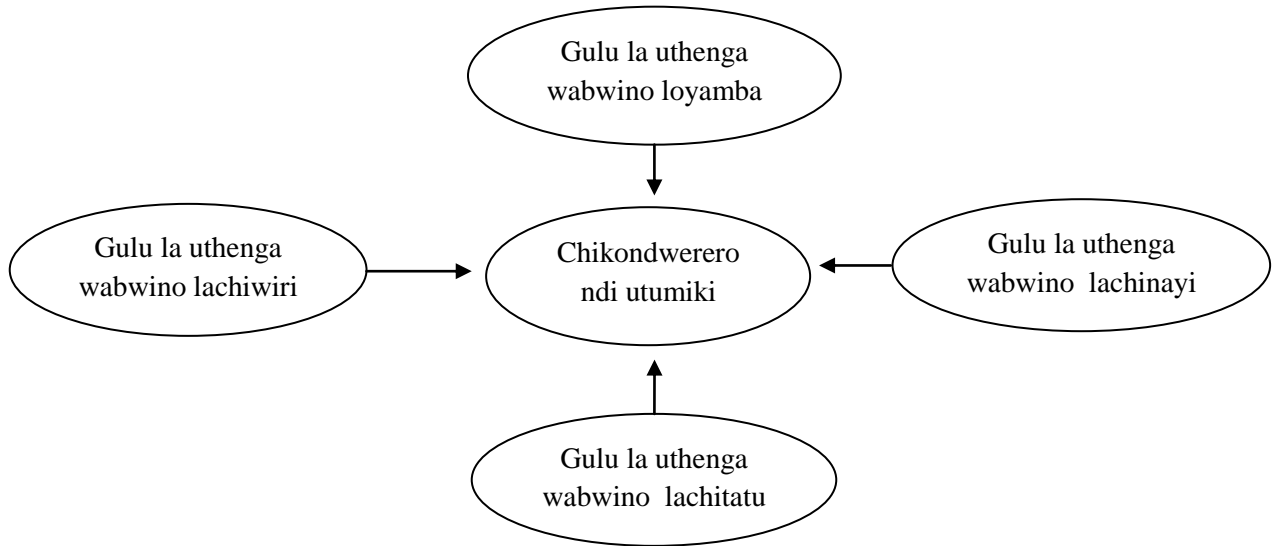 Gulu la uthenga
wabwino loyamba
Gulu la uthenga
wabwino lachiwiri
Chikondwerero
ndi utumiki
Gulu la uthenga
wabwino lachinayi
Gulu la uthenga
wabwino lachitatu